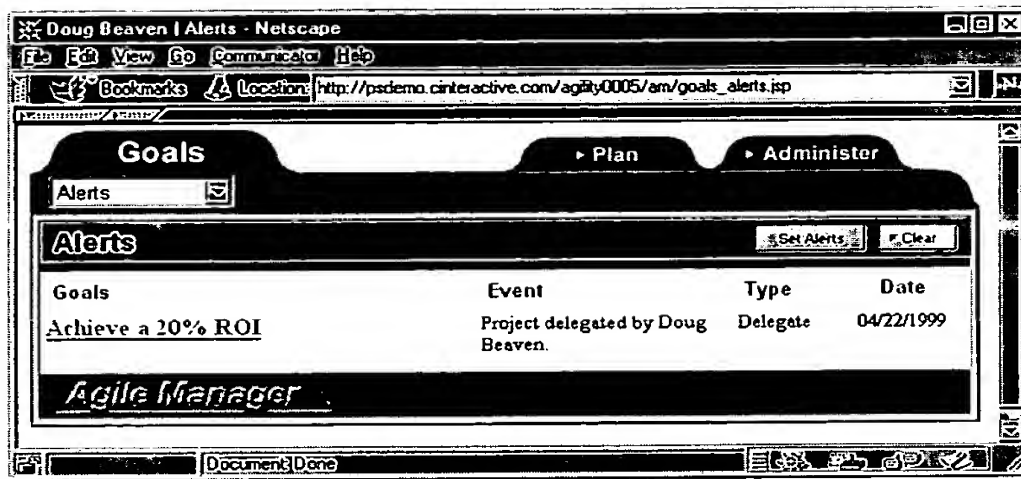 Doug Beaven | Alerts - Netscape
File Edit View Go Communicator Help
Bookmarks Location: http://psdemo.cinteractive.com/agility0005/am/goals_alerts.jsp
Goals Plan Administer
Alerts
Alerts Set Alerts Clear
Goals Event Type Date
Achieve a 20% ROI Project delegated by Doug Delegate 04/22/1999
Beaven.
Agile Manager
Document: Done